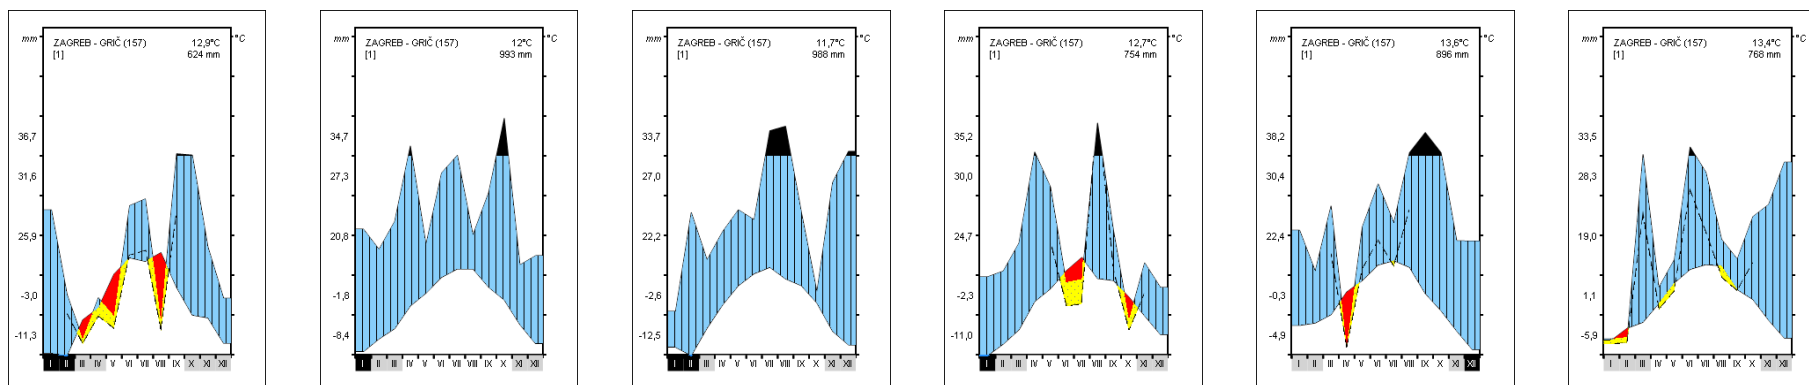 mm °C
ZAGREB - GRIČ (157) 12,9°C
[1] 624 mm
36,7
31,6
25,9
-3,0
-11,3
I II III IV V VI VII VIII IX X XI XII
mm °C
ZAGREB - GRIČ (157) 12°C
[1] 993 mm
34,7
27,3
20,8
-1,8
-8,4
I II III IV V VI VII VIII IX X XI XII
mm °C
ZAGREB - GRIČ (157) 11,7°C
[1] 988 mm
33,7
27,0
22,2
-2,6
-12,5
I II III IV V VI VII VIII IX X XI XII
mm °C
ZAGREB - GRIČ (157) 12,7°C
[1] 754 mm
35,2
30,0
24,7
-2,3
-11,0
I II III IV V VI VII VIII IX X XI XII
mm °C
ZAGREB - GRIČ (157) 13,6°C
[1] 896 mm
38,2
30,4
22,4
-0,3
-4,9
I II III IV V VI VII VIII IX X XI XII
mm °C
ZAGREB - GRIČ (157) 13,4°C
[1] 768 mm
33,5
28,3
19,0
1,1
-5,9
I II III IV V VI VII VIII IX X XI XII